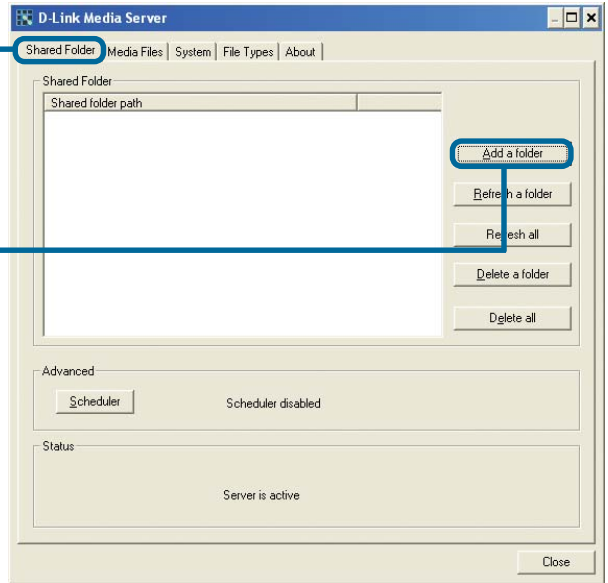 D-Link Media Server
Shared Folder Media Files System File Types About
Shared Folder
Shared folder path
Add a folder
Refresh a folder
Refresh all
Delete a folder
Delete all
Advanced
Scheduler Scheduler disabled
Status
Server is active
Close